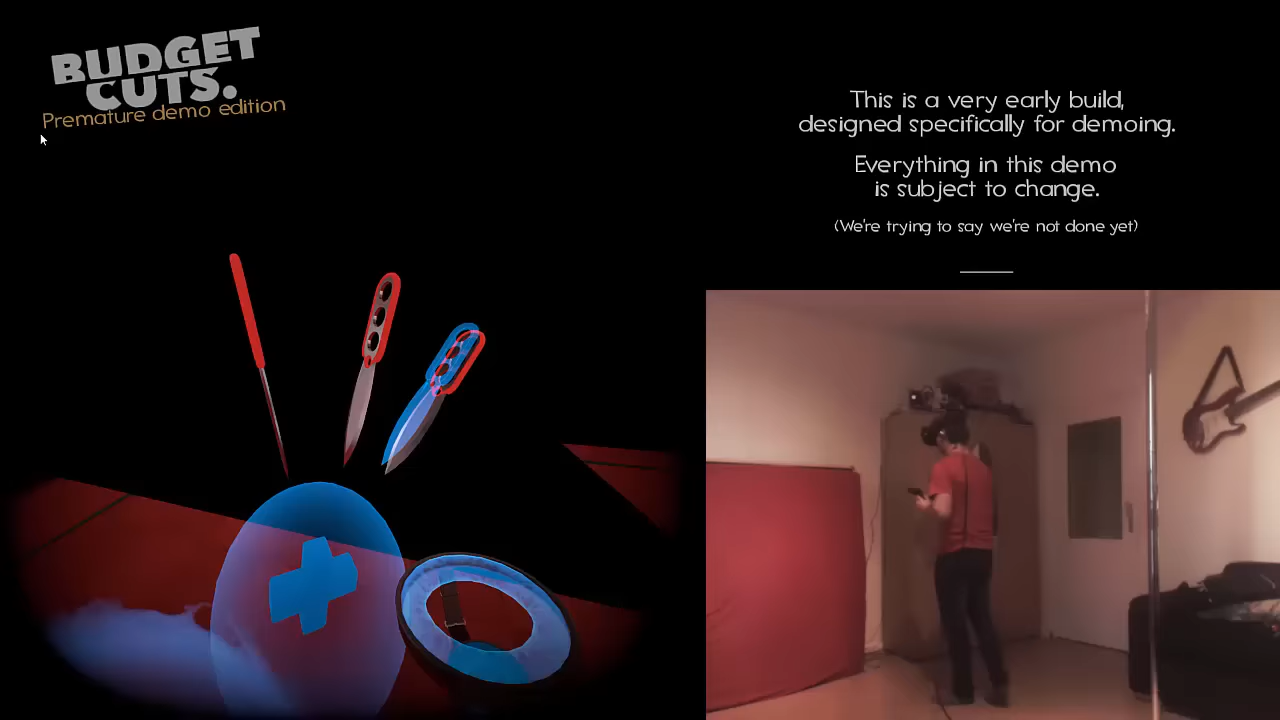 BUDGET
CUTS.
Premature demo edition
This is a very early build,
designed specifically for demoing.
Everything in this demo
is subject to change.
(We're trying to say we're not done yet)